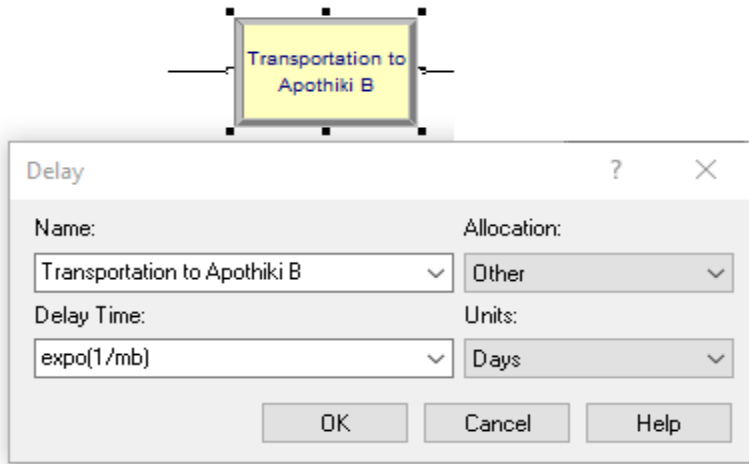 Transportation to
Apothiki B
Delay
?
Name:
Allocation:
Transportation to Apothiki B
Other
Delay Time:
Units:
expo(1/mb)
Days
OK
Cancel
Help